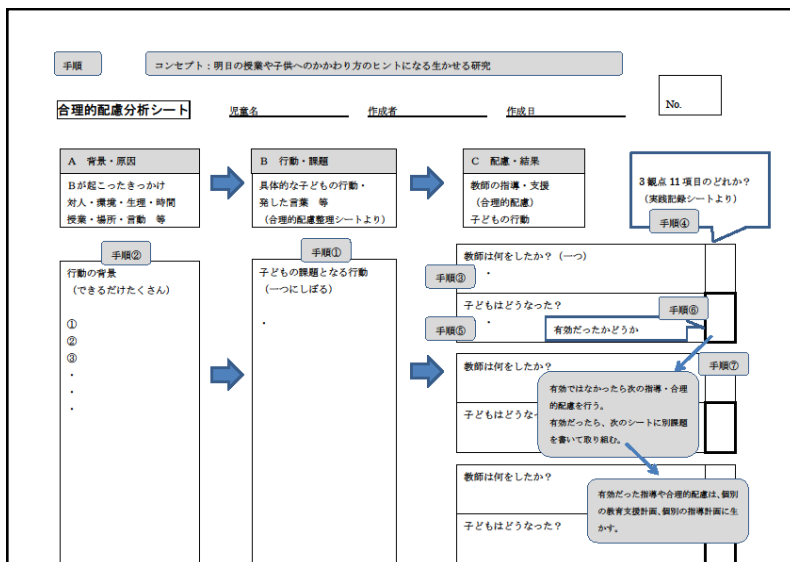 手順
コンセプト：明日の授業や子供へのかかわり方のヒントになる生かせる研究
合理的配慮分析シート
児童名
作成者
作成日
No.
A 背景・原因
Bが起こったきっかけ
対人・環境・生理・時間
授業・場所・言動 等
B 行動・課題
具体的な子どもの行動・
発した言葉 等
（合理的配慮整理シートより）
C 配慮・結果
教師の指導・支援
（合理的配慮）
子どもの行動
3観点11項目のどれか？
（実践記録シートより）
手順④
手順②
行動の背景
（できるだけたくさん）
①
②
③
・
・
・
手順①
子どもの課題となる行動
（一つにしぼる）
・
教師は何をしたか？（一つ）
手順③
・
子どもはどうなった？
手順⑥
手順⑤
・
有効だったかどうか
教師は何をしたか？
手順⑦
有効ではなかったら次の指導・合理
的配慮を行う。
有効だったら、次のシートに別課題
を書いて取り組む。
子どもはどうな
教師は何をしたか？
有効だった指導や合理的配慮は、個別
の教育支援計画、個別の指導計画に生
かす。
子どもはどうなった？